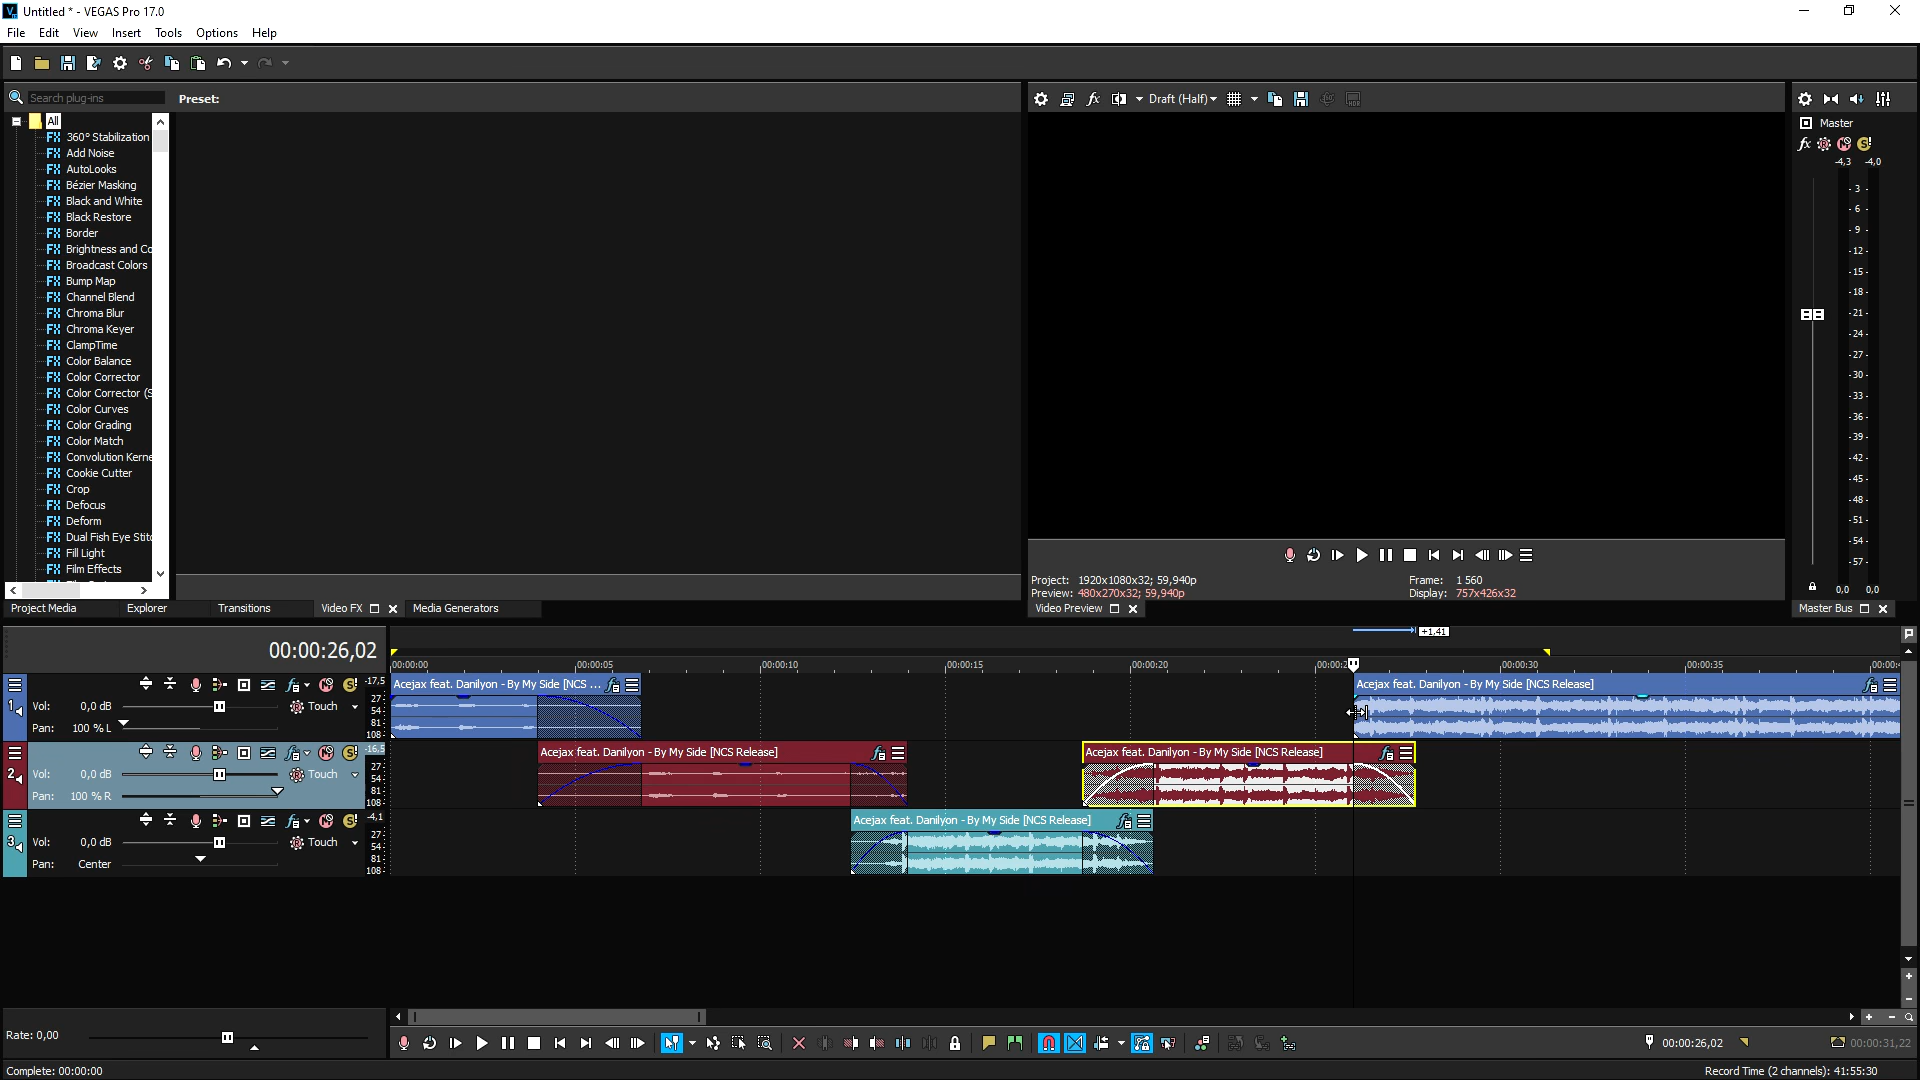 Untitled * - VEGAS Pro 17.0
File Edit View Insert Tools Options Help
Search plug-ins
Preset:
All
360° Stabilization
Add Noise
AutoLooks
Bézier Masking
Black and White
Black Restore
Border
Brightness and Co
Broadcast Colors
Bump Map
Channel Blend
Chroma Blur
Chroma Keyer
ClampTime
Color Balance
Color Corrector
Color Corrector (S
Color Curves
Color Grading
Color Match
Convolution Kerne
Cookie Cutter
Crop
Defocus
Deform
Dual Fish Eye Stitc
Fill Light
Film Effects
Project Media Explorer Transitions Video FX Media Generators
Draft (Half)
Project: 1920x1080x32; 59,940p
Preview: 480x270x32; 59,940p
Frame: 1 560
Display: 757x426x32
Video Preview
Master
-4,3 -4,0
- 3 -
- 6 -
- 9 -
-12-
-15-
-18-
-21-
-24-
-27-
-30-
-33-
-36-
-39-
-42-
-45-
-48-
-51-
-54-
-57-
0,0 0,0
Master Bus
00:00:26,02
+1.41
00:00:00 00:00:05 00:00:10 00:00:15 00:00:20 00:00:2 00:00:30 00:00:35 00:00:4
1
Vol: 0,0 dB Touch
Pan: 100 % L
-17,5
27-
54-
81-
108-
Acejax feat. Danilyon - By My Side [NCS ...
Acejax feat. Danilyon - By My Side [NCS Release]
2
Vol: 0,0 dB Touch
Pan: 100 % R
-16,5
27-
54-
81-
108-
Acejax feat. Danilyon - By My Side [NCS Release]
Acejax feat. Danilyon - By My Side [NCS Release]
3
Vol: 0,0 dB Touch
Pan: Center
-4,1
27-
54-
81-
108-
Acejax feat. Danilyon - By My Side [NCS Release]
Rate: 0,00
00:00:26,02
00:00:31,22
Complete: 00:00:00
Record Time (2 channels): 41:55:30